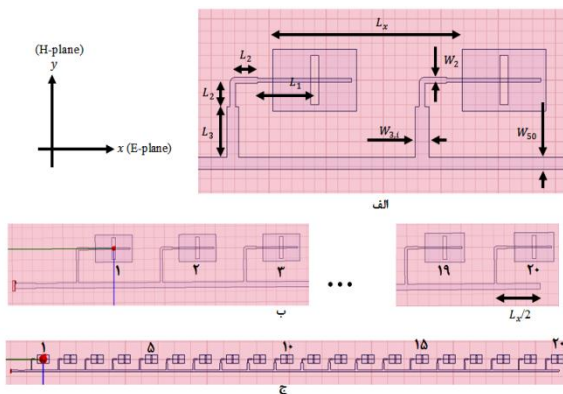 (H-plane)
y
x (E-plane)
Lx
L2
W2
L2
L1
L3
W3,i
W50
الف
۱
۲
۳
...
۱۹
۲۰
Lx/2
ب
۱
۵
۱۰
۱۵
۲۰
ج